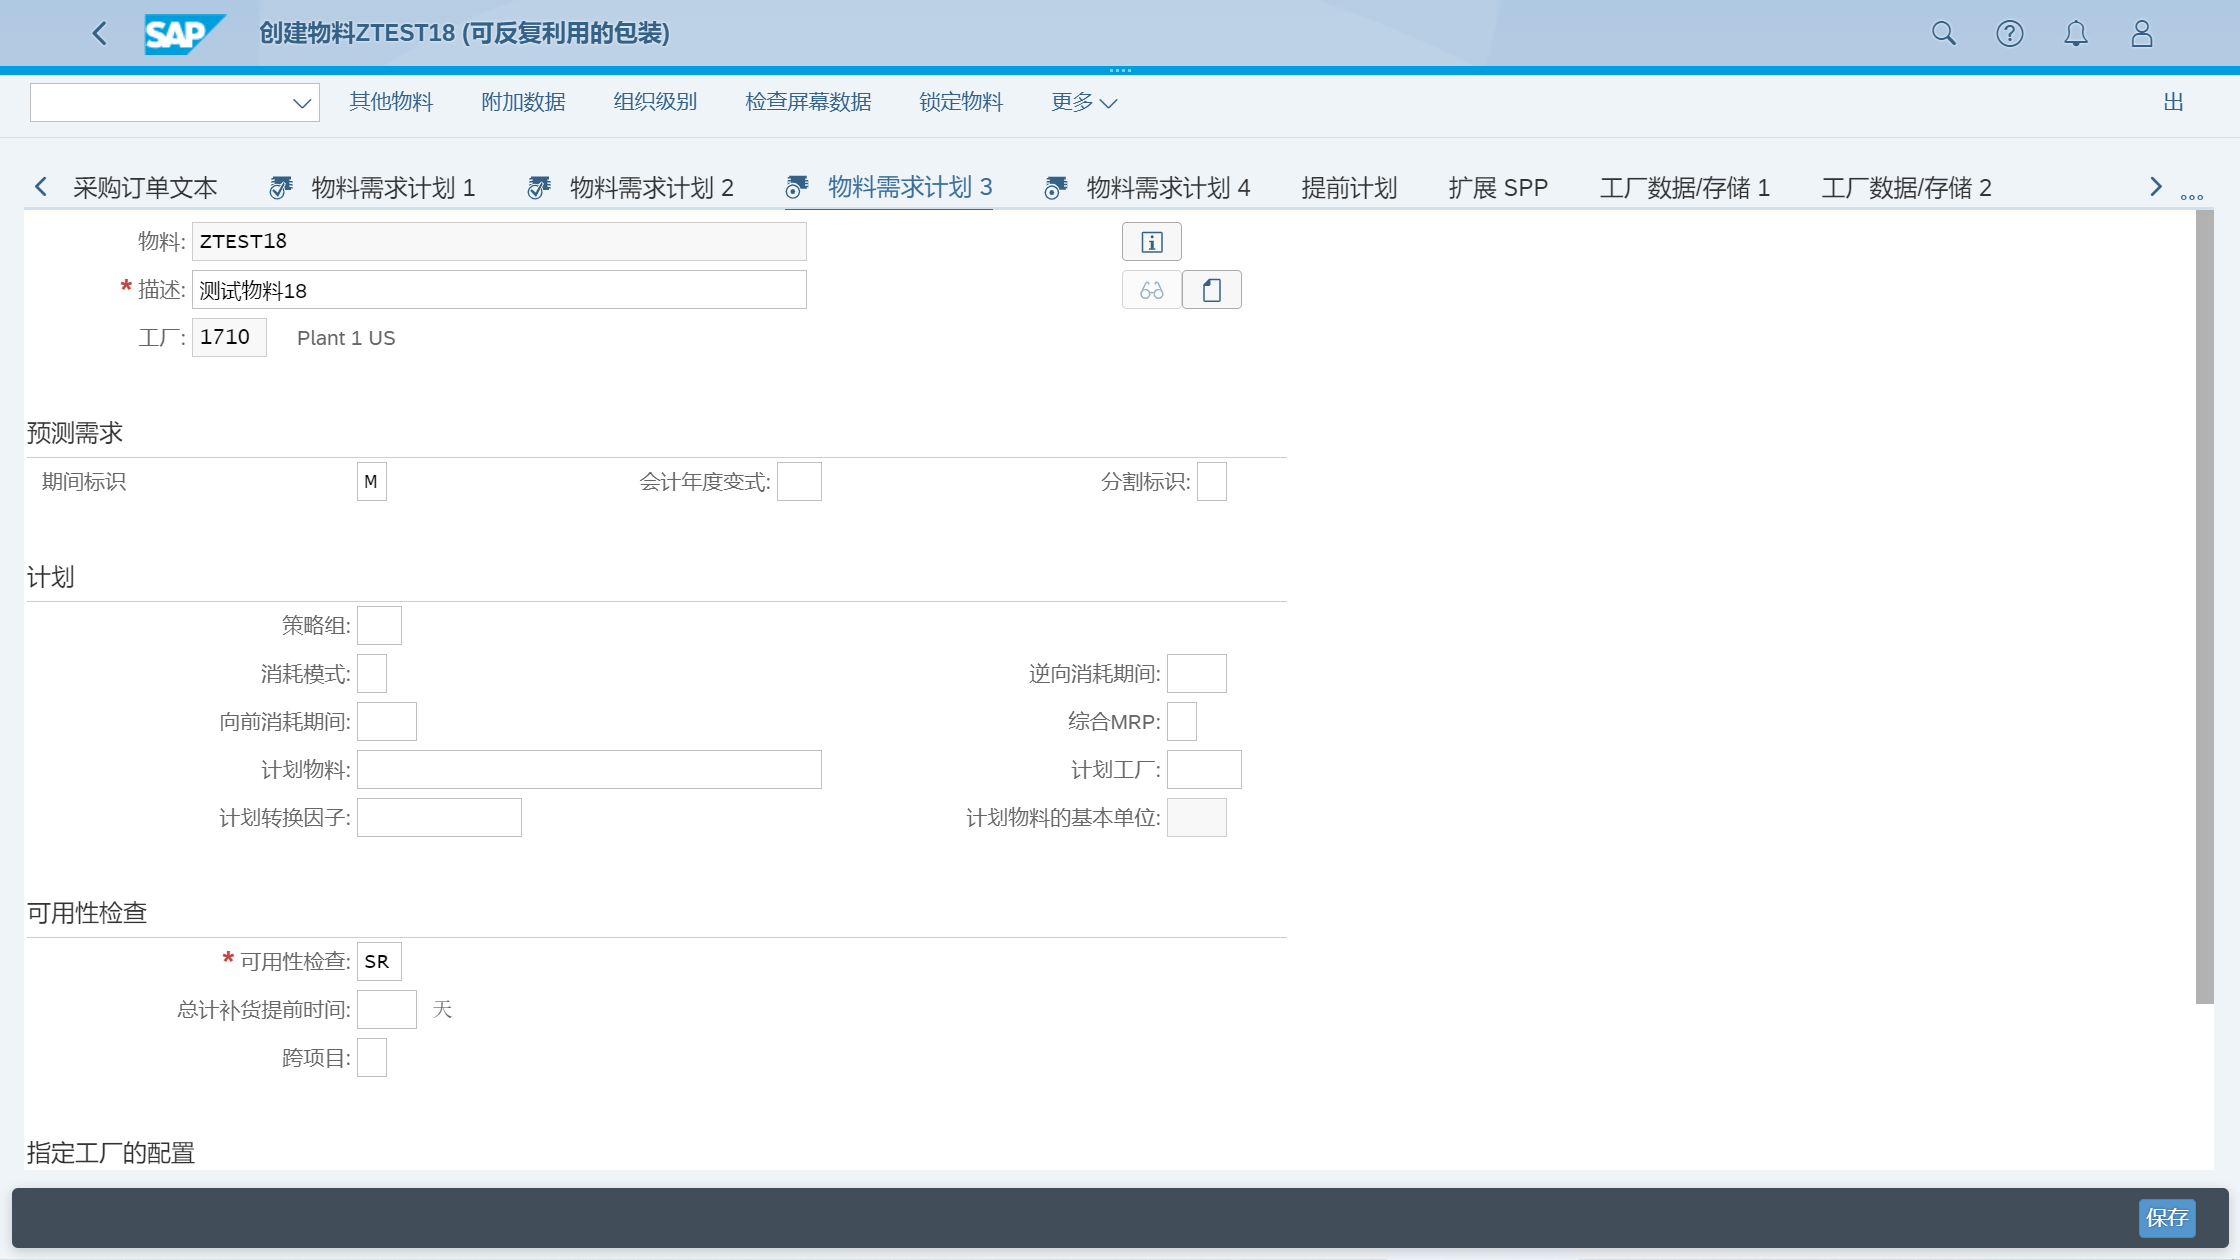 SAP 创建物料ZTEST18 (可反复利用的包装)
其他物料 附加数据 组织级别 检查屏幕数据 锁定物料 更多 出
采购订单文本 物料需求计划 1 物料需求计划 2 物料需求计划 3 物料需求计划 4 提前计划 扩展 SPP 工厂数据/存储 1 工厂数据/存储 2
物料: ZTEST18
* 描述: 测试物料18
工厂: 1710 Plant 1 US
预测需求
期间标识 M 会计年度变式: 分割标识:
计划
策略组:
消耗模式: 逆向消耗期间:
向前消耗期间: 综合MRP:
计划物料: 计划工厂:
计划转换因子: 计划物料的基本单位:
可用性检查
* 可用性检查: SR
总计补货提前时间: 天
跨项目:
指定工厂的配置
保存